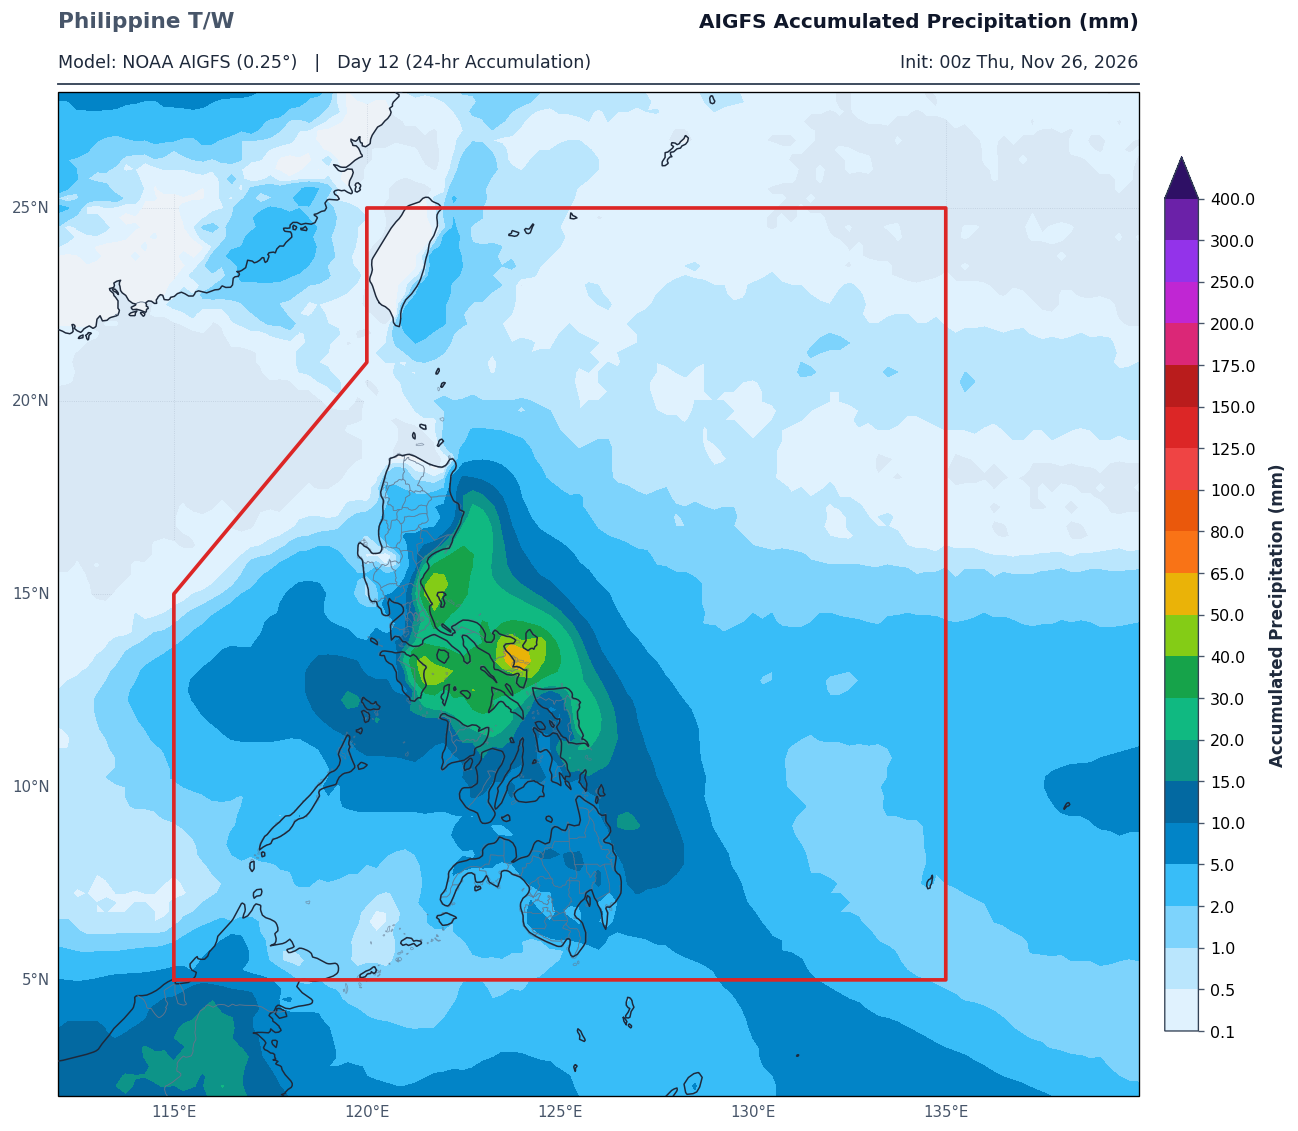 Philippine T/W
AIGFS Accumulated Precipitation (mm)
Model: NOAA AIGFS (0.25°) | Day 12 (24-hr Accumulation)
Init: 00z Thu, Nov 26, 2026
25°N
20°N
15°N
10°N
5°N
115°E
120°E
125°E
130°E
135°E
400.0
300.0
250.0
200.0
175.0
150.0
125.0
100.0
80.0
65.0
50.0
40.0
30.0
20.0
15.0
10.0
5.0
2.0
1.0
0.5
0.1
Accumulated Precipitation (mm)